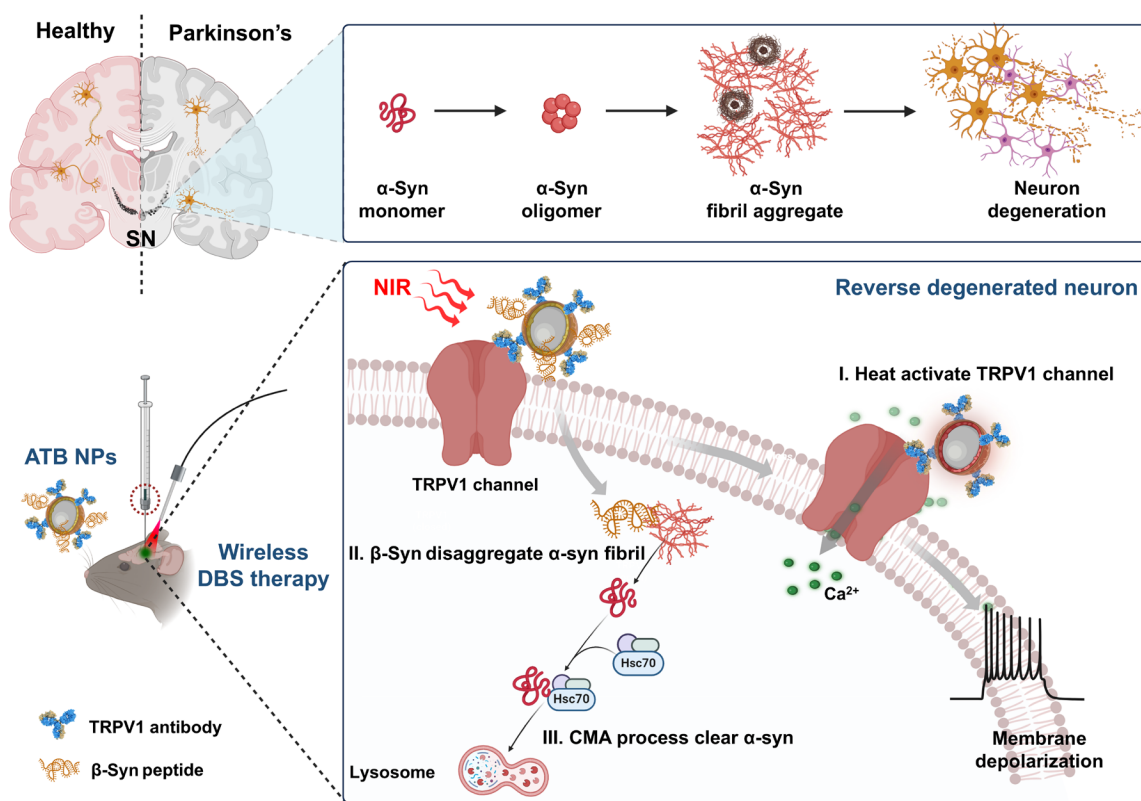 Healthy
Parkinson's
SN
α-Syn
monomer
α-Syn
oligomer
α-Syn
fibril aggregate
Neuron
degeneration
NIR
Reverse degenerated neuron
I. Heat activate TRPV1 channel
TRPV1 channel
ATB NPs
Wireless
DBS therapy
II. β-Syn disaggregate α-syn fibril
Ca²⁺
Hsc70
Hsc70
III. CMA process clear α-syn
Lysosome
Membrane
depolarization
TRPV1 antibody
β-Syn peptide